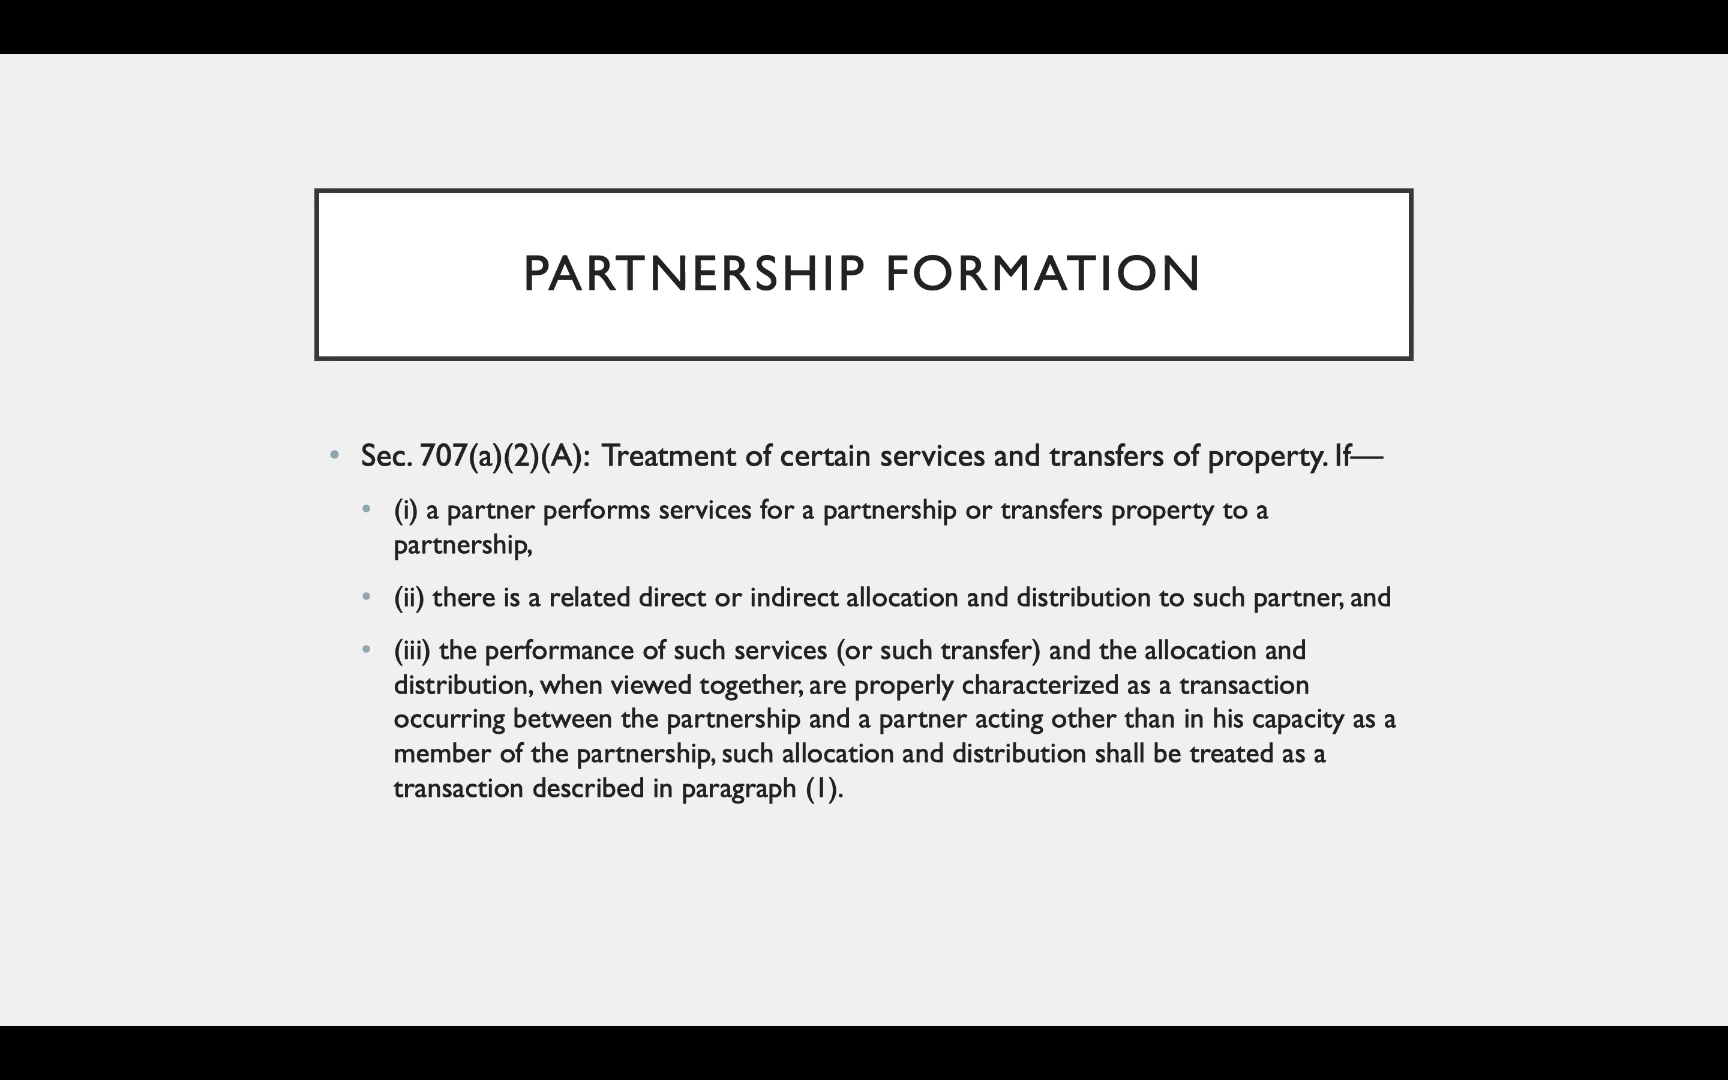 PARTNERSHIP FORMATION
• Sec. 707(a)(2)(A): Treatment of certain services and transfers of property. If—
• (i) a partner performs services for a partnership or transfers property to a
partnership,
• (ii) there is a related direct or indirect allocation and distribution to such partner, and
• (iii) the performance of such services (or such transfer) and the allocation and
distribution, when viewed together, are properly characterized as a transaction
occurring between the partnership and a partner acting other than in his capacity as a
member of the partnership, such allocation and distribution shall be treated as a
transaction described in paragraph (1).